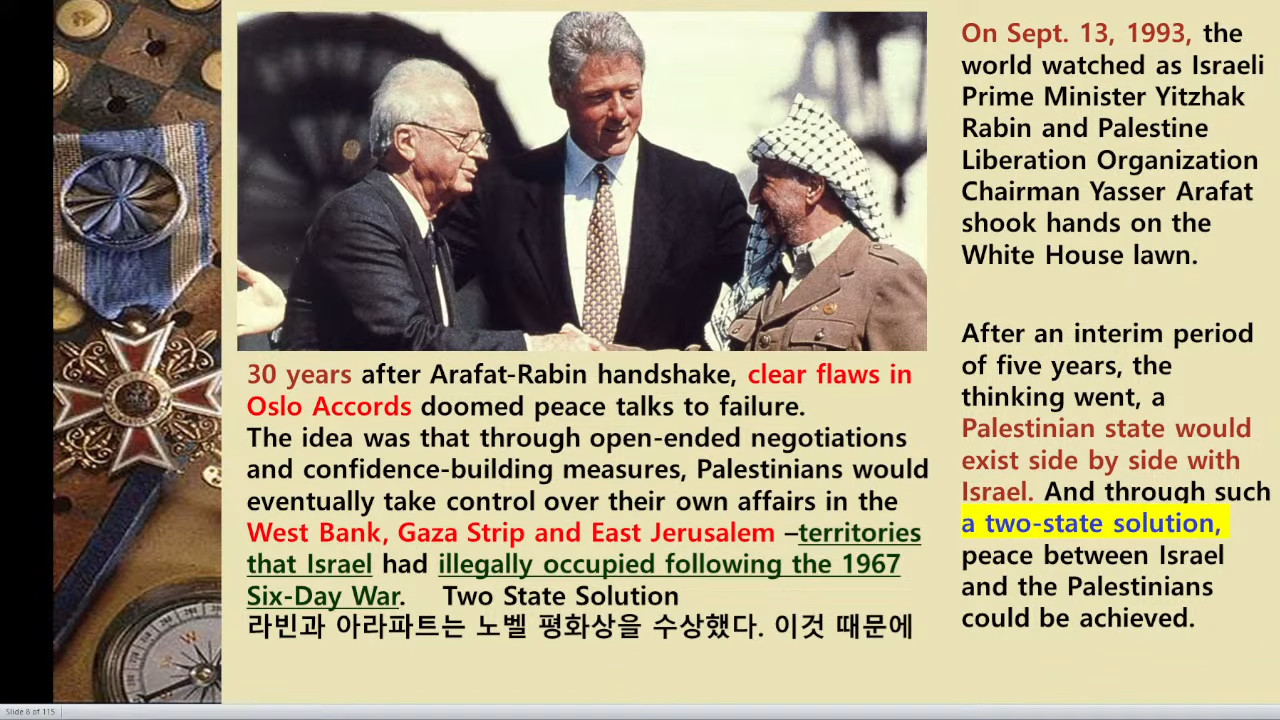 On Sept. 13, 1993, the
world watched as Israeli
Prime Minister Yitzhak
Rabin and Palestine
Liberation Organization
Chairman Yasser Arafat
shook hands on the
White House lawn.
After an interim period
of five years, the
thinking went, a
Palestinian state would
exist side by side with
Israel. And through such
a two-state solution,
peace between Israel
and the Palestinians
could be achieved.
30 years after Arafat-Rabin handshake, clear flaws in
Oslo Accords doomed peace talks to failure.
The idea was that through open-ended negotiations
and confidence-building measures, Palestinians would
eventually take control over their own affairs in the
West Bank, Gaza Strip and East Jerusalem –territories
that Israel had illegally occupied following the 1967
Six-Day War. Two State Solution
라빈과 아라파트는 노벨 평화상을 수상했다. 이것 때문에
Slide 8 of 115